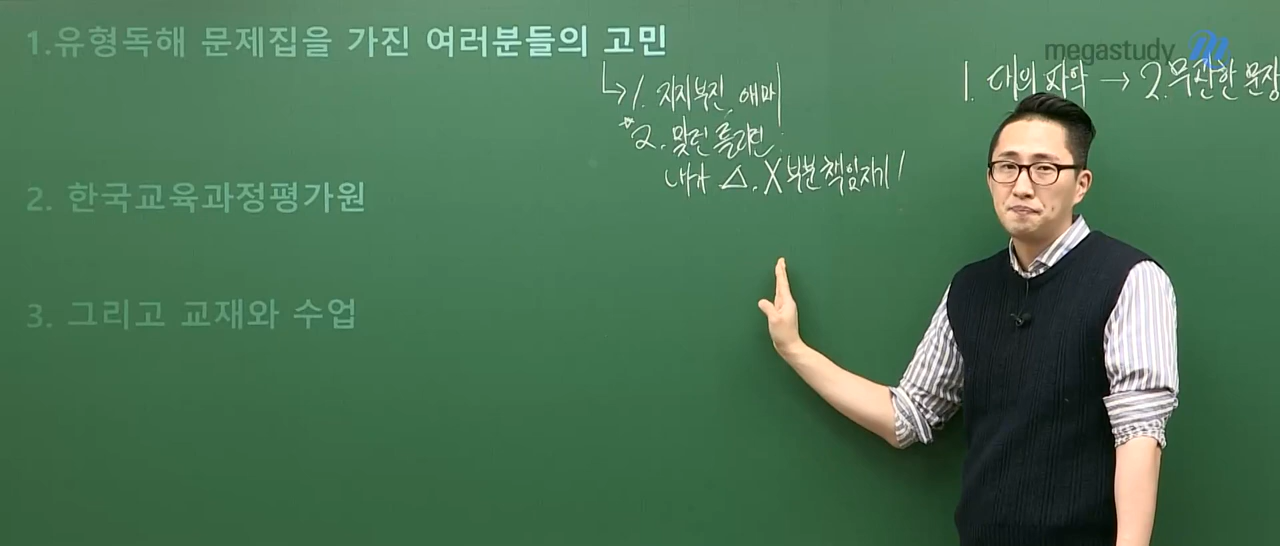 1.유형독해 문제집을 가진 여러분들의 고민
megastudy
↳ 1. 지지부진, 애매
1. 대의 파악 → 2. 무관한 문장
*2. 맞던 틀리던
내가 △, X 부분 책임지기!
2. 한국교육과정평가원
3. 그리고 교재와 수업